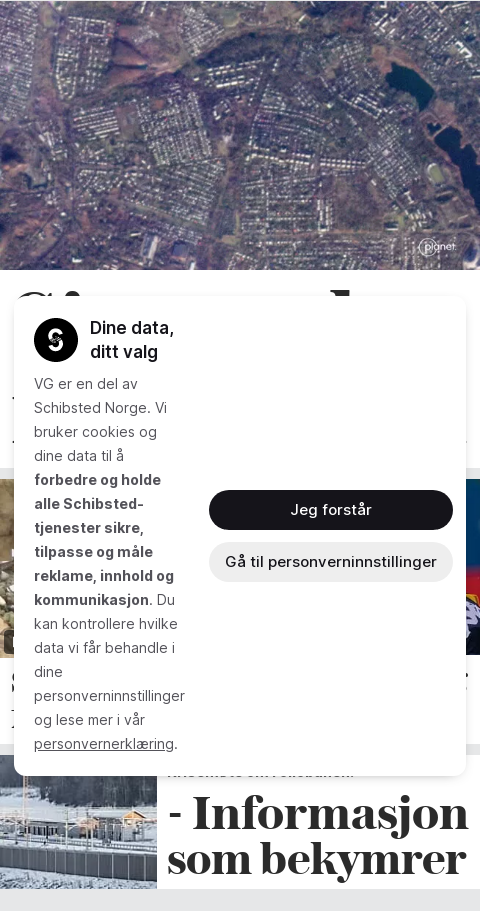 planet.
Dine data,
ditt valg
VG er en del av
Schibsted Norge. Vi
bruker cookies og
dine data til å
forbedre og holde
alle Schibsted-
tjenester sikre,
tilpasse og måle
reklame, innhold og
kommunikasjon. Du
kan kontrollere hvilke
data vi får behandle i
dine
personverninnstillinger
og lese mer i vår
personvernerklæring.
Jeg forstår
Gå til personverninnstillinger
- Informasjon
som bekymrer